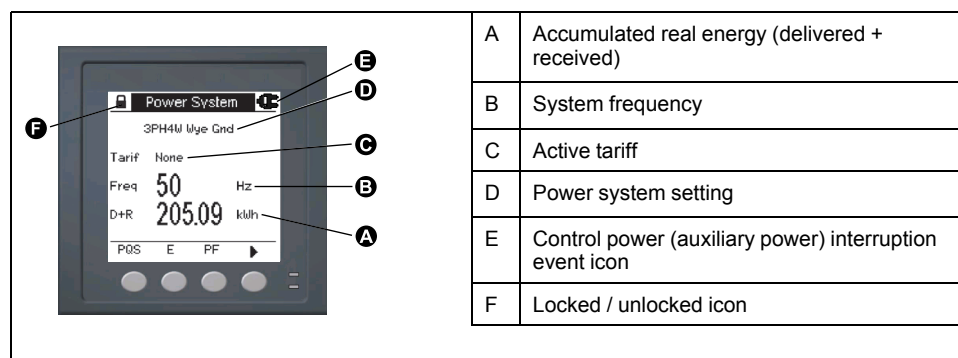 E
D
F
C
B
A
Power System
3PH4W Wye Gnd
Tarif None
Freq 50 Hz
D+R 205.09 kWh
PQS E PF
A Accumulated real energy (delivered +
received)
B System frequency
C Active tariff
D Power system setting
E Control power (auxiliary power) interruption
event icon
F Locked / unlocked icon